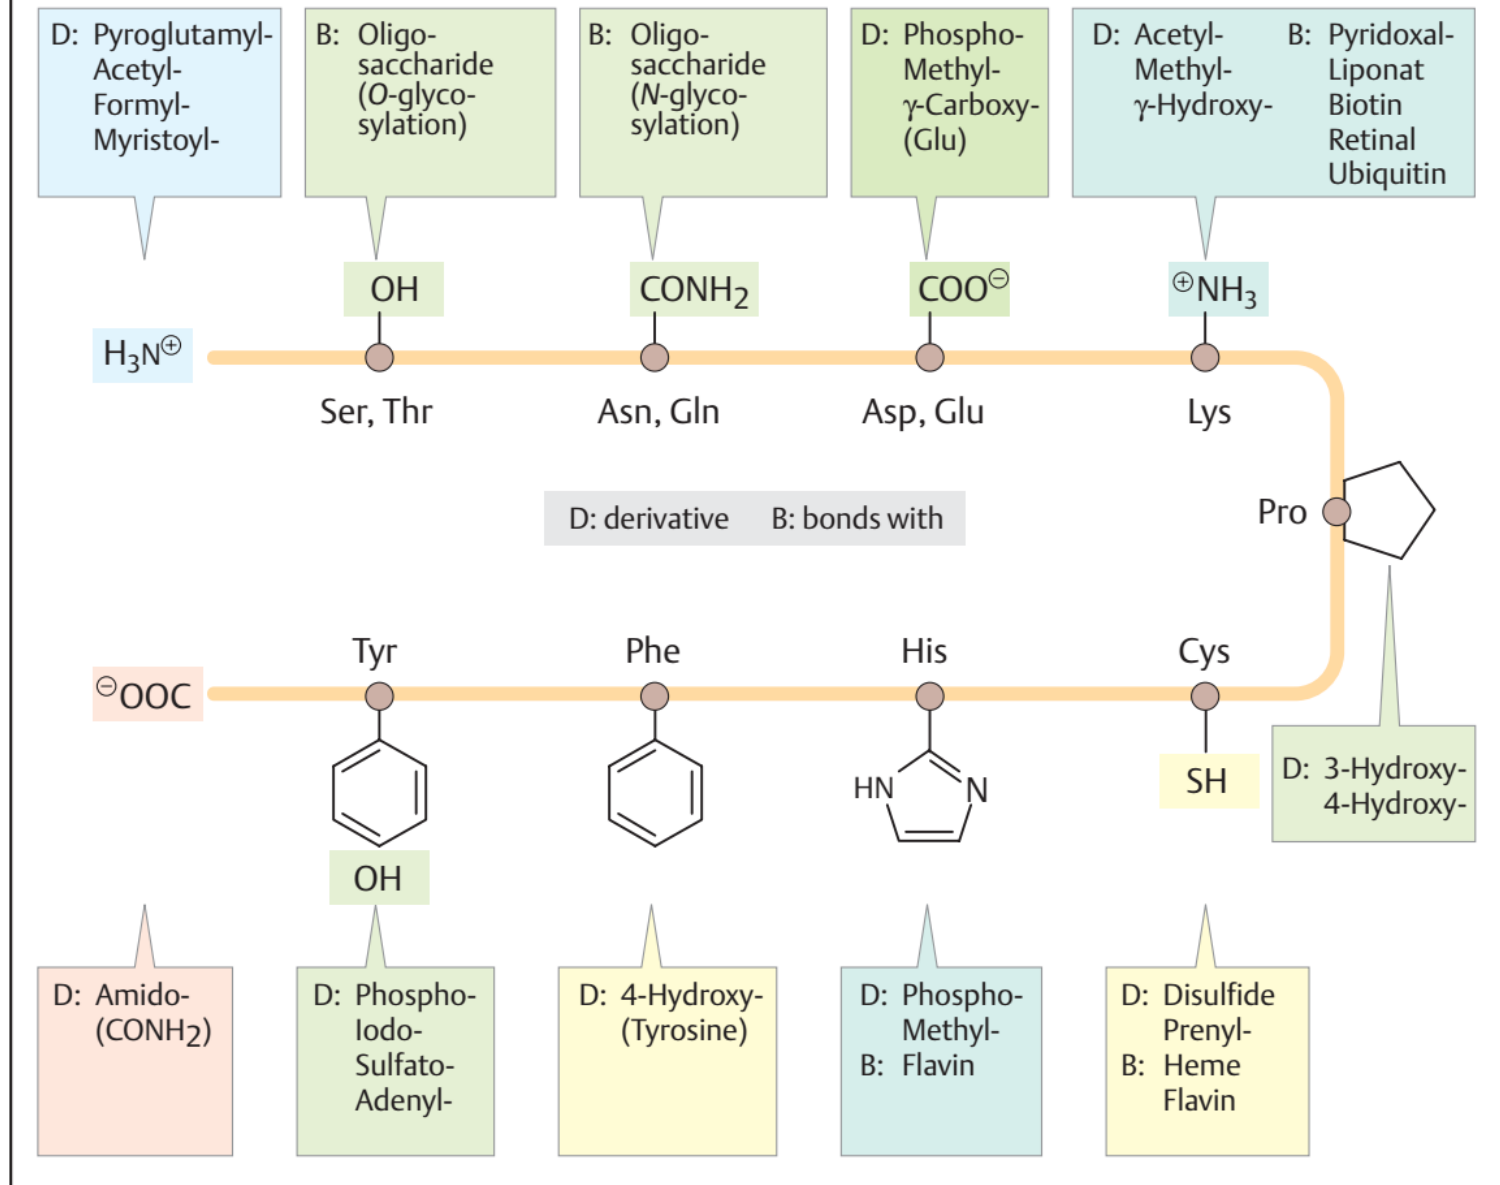 D: Pyroglutamyl-
Acetyl-
Formyl-
Myristoyl-
B: Oligo-
saccharide
(O-glyco-
sylation)
B: Oligo-
saccharide
(N-glyco-
sylation)
D: Phospho-
Methyl-
γ-Carboxy-
(Glu)
D: Acetyl-
Methyl-
γ-Hydroxy-
B: Pyridoxal-
Liponat
Biotin
Retinal
Ubiquitin
OH
CONH₂
COO⊖
⊕NH₃
H₃N⊕
Ser, Thr
Asn, Gln
Asp, Glu
Lys
Pro
D: derivative B: bonds with
Tyr
Phe
His
Cys
⊖OOC
HN
N
SH
OH
D: 3-Hydroxy-
4-Hydroxy-
D: Amido-
(CONH₂)
D: Phospho-
Iodo-
Sulfato-
Adenyl-
D: 4-Hydroxy-
(Tyrosine)
D: Phospho-
Methyl-
B: Flavin
D: Disulfide
Prenyl-
B: Heme
Flavin